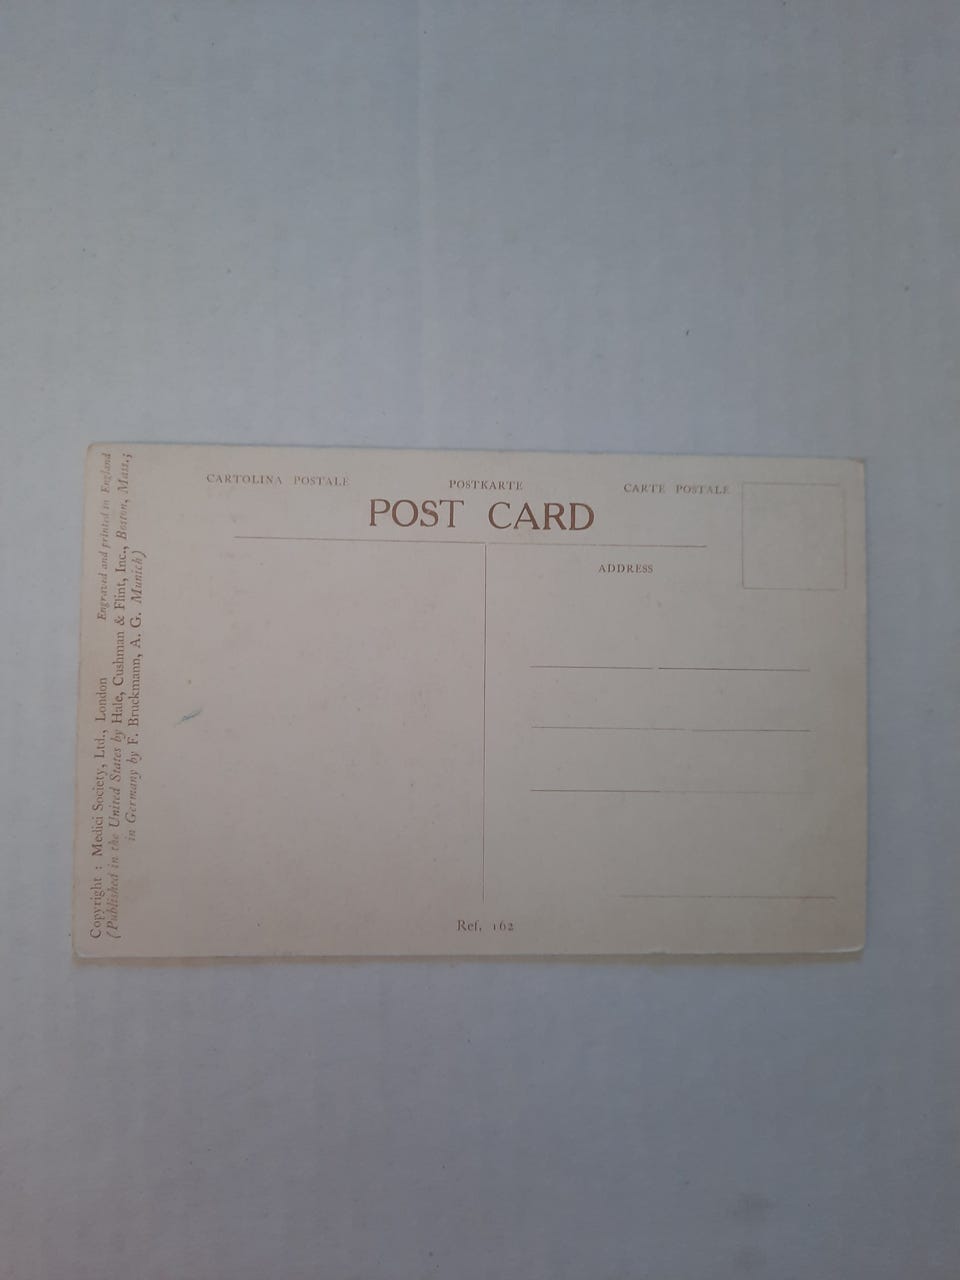 CARTOLINA POSTALE POSTKARTE CARTE POSTALE
POST CARD
ADDRESS
Ref. 162
Copyright : Medici Society, Ltd., London Engraved and printed in England
(Published in the United States by Hale, Cushman & Flint, Inc., Boston, Mass.;
in Germany by F. Bruckmann, A. G. Munich)